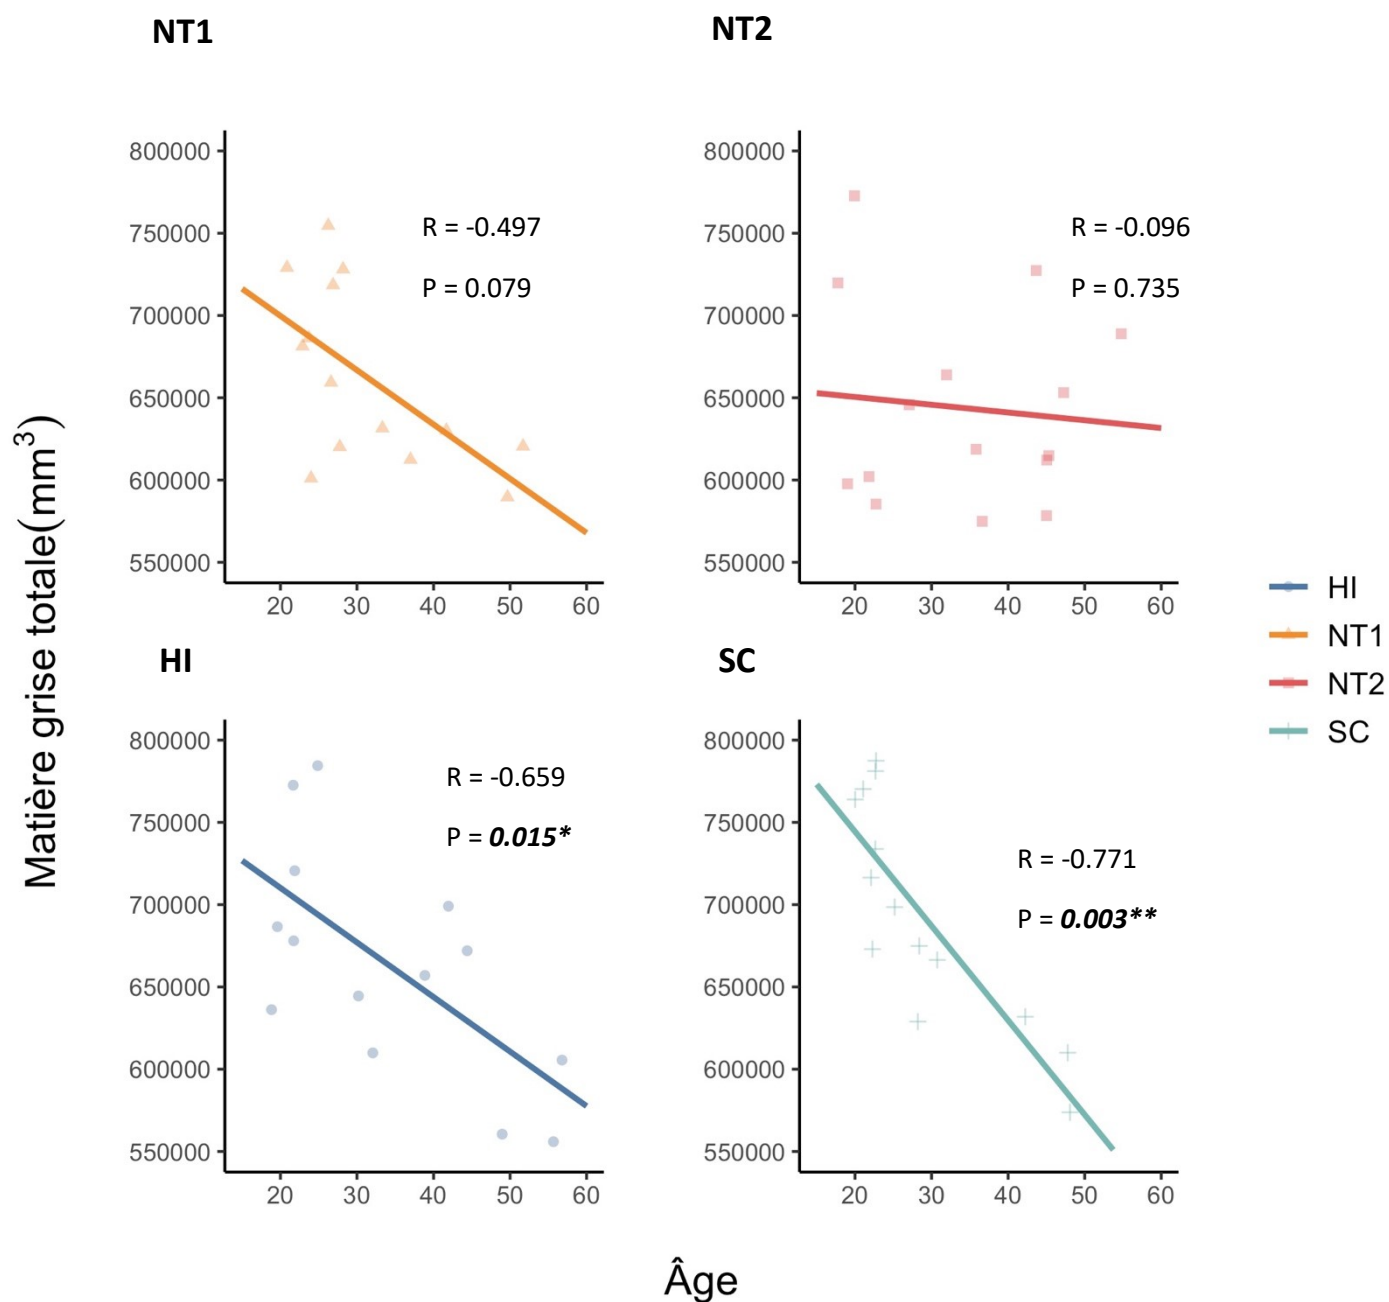 NT1
800000
750000
700000
650000
600000
550000
R = -0.497
P = 0.079
20 30 40 50 60
NT2
800000
750000
700000
650000
600000
550000
R = -0.096
P = 0.735
20 30 40 50 60
Matière grise totale(mm³)
HI
800000
750000
700000
650000
600000
550000
R = -0.659
P = 0.015*
20 30 40 50 60
SC
800000
750000
700000
650000
600000
550000
R = -0.771
P = 0.003**
20 30 40 50 60
HI
NT1
NT2
SC
Âge